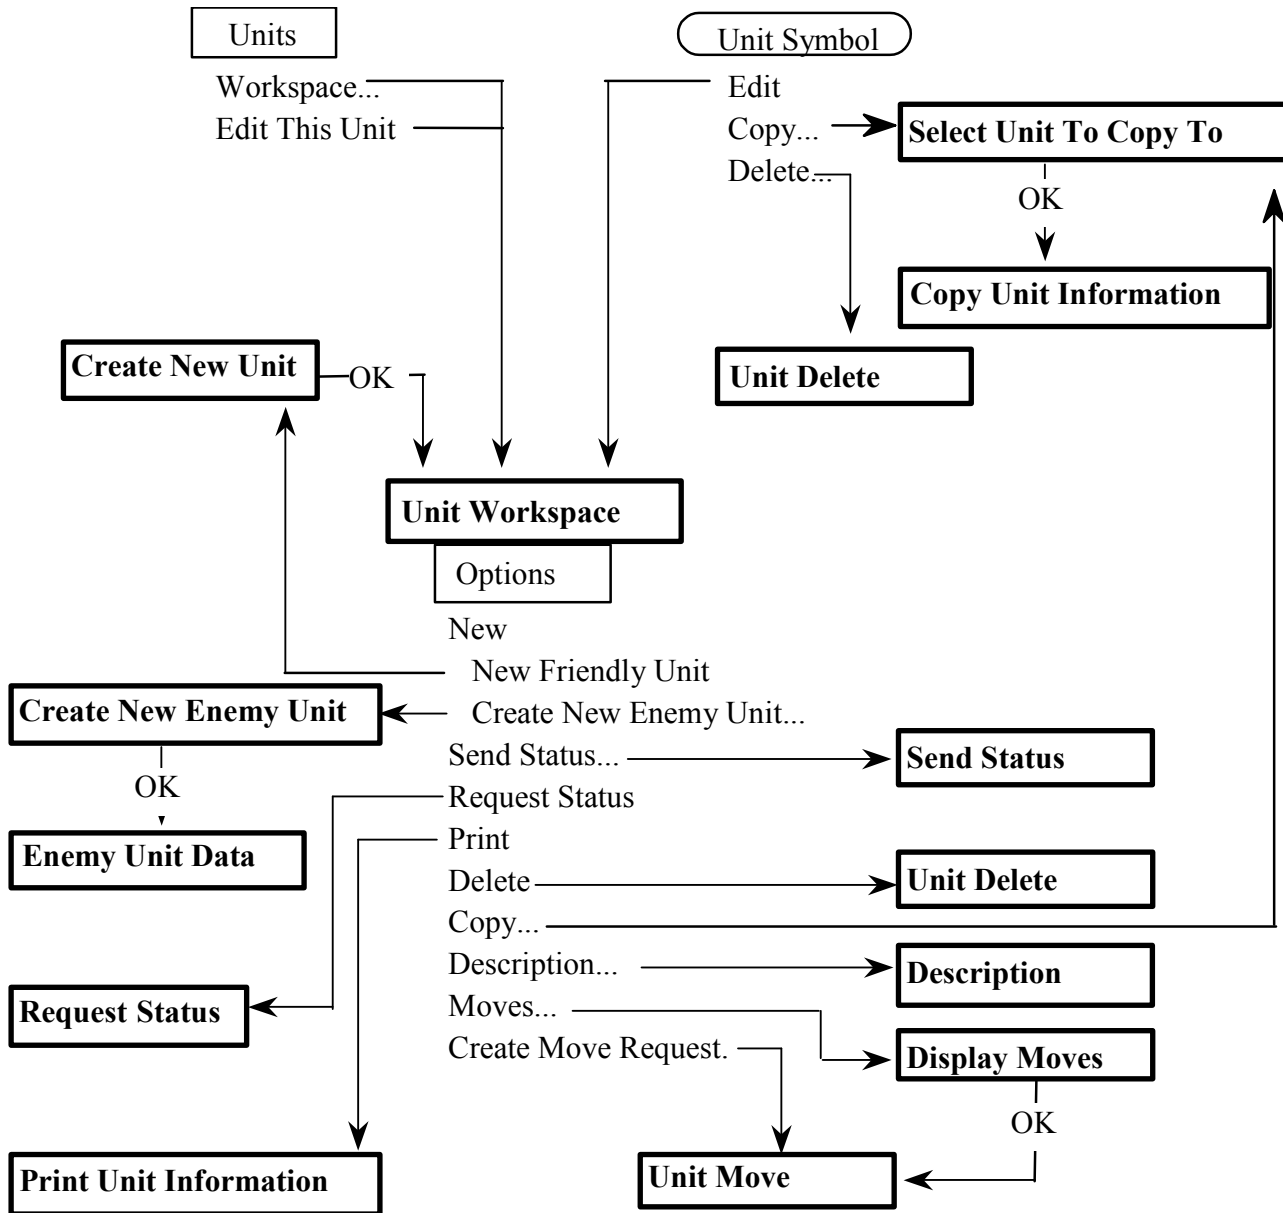 Units
Unit Symbol
Workspace...
Edit
Edit This Unit
Copy...
Select Unit To Copy To
Delete...
OK
Copy Unit Information
Create New Unit
OK
Unit Delete
Unit Workspace
Options
New
New Friendly Unit
Create New Enemy Unit
Create New Enemy Unit...
Send Status...
Send Status
OK
Request Status
Print
Enemy Unit Data
Delete
Unit Delete
Copy...
Description...
Description
Request Status
Moves...
Create Move Request.
Display Moves
OK
Print Unit Information
Unit Move